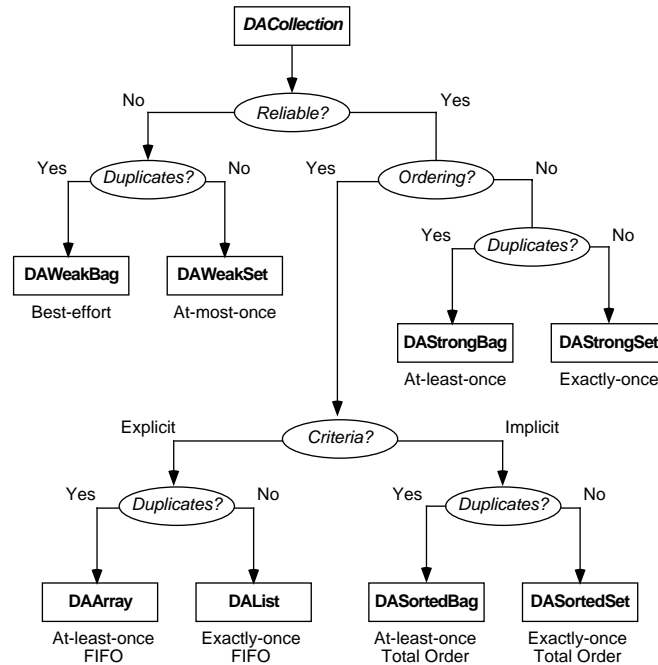 DACollection
No
Reliable?
Yes
Yes
Duplicates?
No
Yes
Ordering?
No
DAWeakBag
DAWeakSet
Yes
Duplicates?
No
Best-effort
At-most-once
DAStrongBag
DAStrongSet
At-least-once
Exactly-once
Explicit
Criteria?
Implicit
Yes
Duplicates?
No
Yes
Duplicates?
No
DAArray
DAList
DASortedBag
DASortedSet
At-least-once
FIFO
Exactly-once
FIFO
At-least-once
Total Order
Exactly-once
Total Order